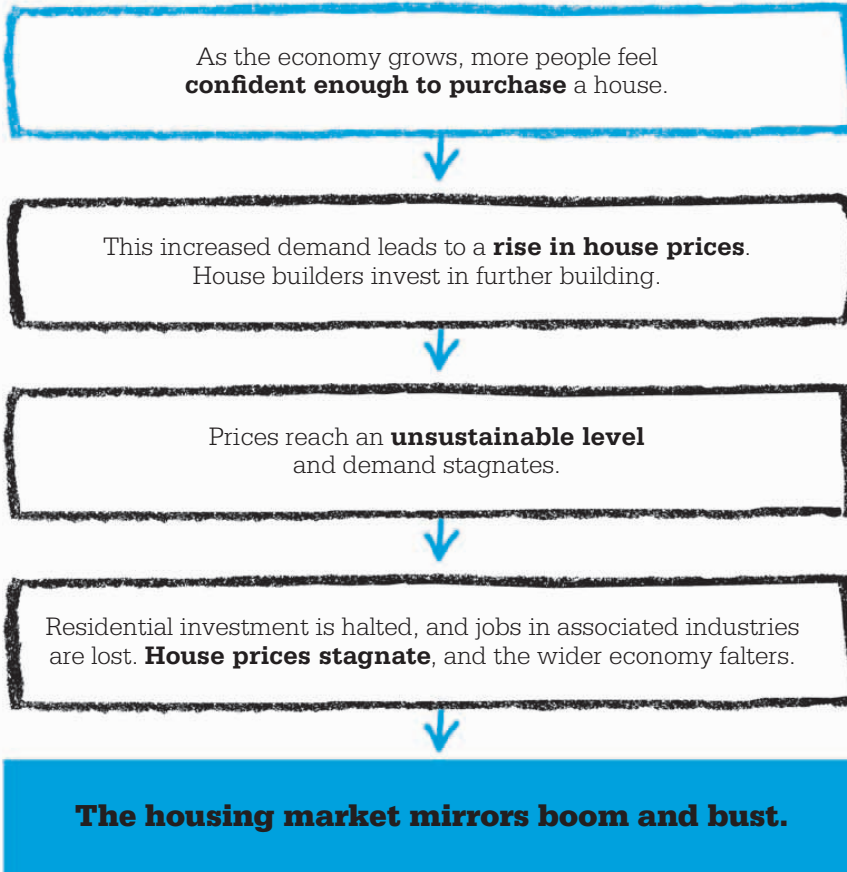 As the economy grows, more people feel
confident enough to purchase a house.
This increased demand leads to a rise in house prices.
House builders invest in further building.
Prices reach an unsustainable level
and demand stagnates.
Residential investment is halted, and jobs in associated industries
are lost. House prices stagnate, and the wider economy falters.
The housing market mirrors boom and bust.